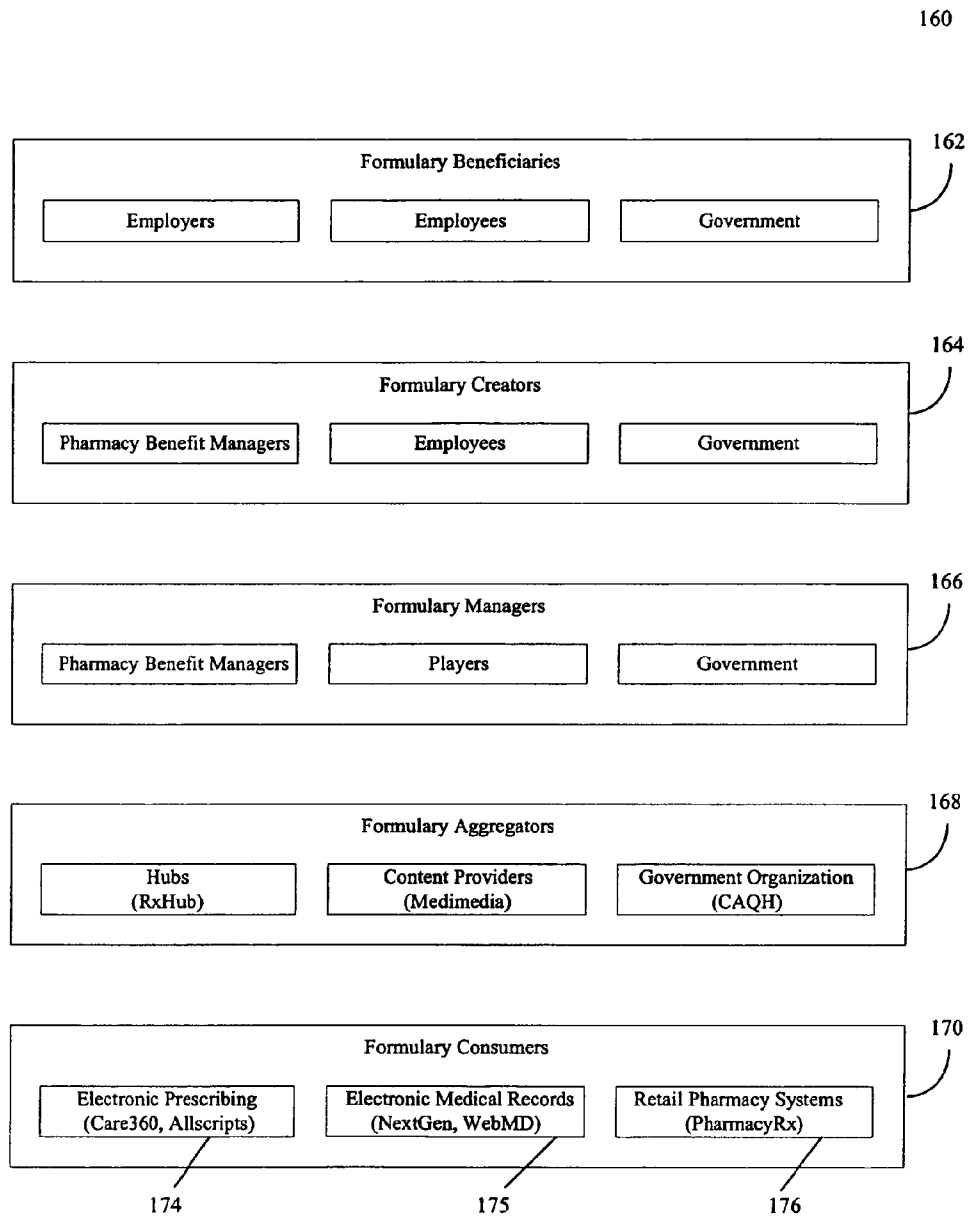 160
162
Formulary Beneficiaries
Employers Employees Government
164
Formulary Creators
Pharmacy Benefit Managers Employees Government
166
Formulary Managers
Pharmacy Benefit Managers Players Government
168
Formulary Aggregators
Hubs Content Providers Government Organization
(RxHub) (Medimedia) (CAQH)
170
Formulary Consumers
Electronic Prescribing Electronic Medical Records Retail Pharmacy Systems
(Care360, Allscripts) (NextGen, WebMD) (PharmacyRx)
174 175 176